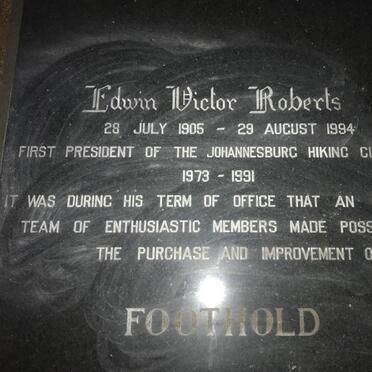 Edwin Victor Roberts
28 JULY 1905 - 29 AUGUST 1994
FIRST PRESIDENT OF THE JOHANNESBURG HIKING
1973 - 1991
IT WAS DURING HIS TERM OF OFFICE THAT AN
TEAM OF ENTHUSIASTIC MEMBERS MADE
THE PURCHASE AND IMPROVEMENT
FOOTHOLD